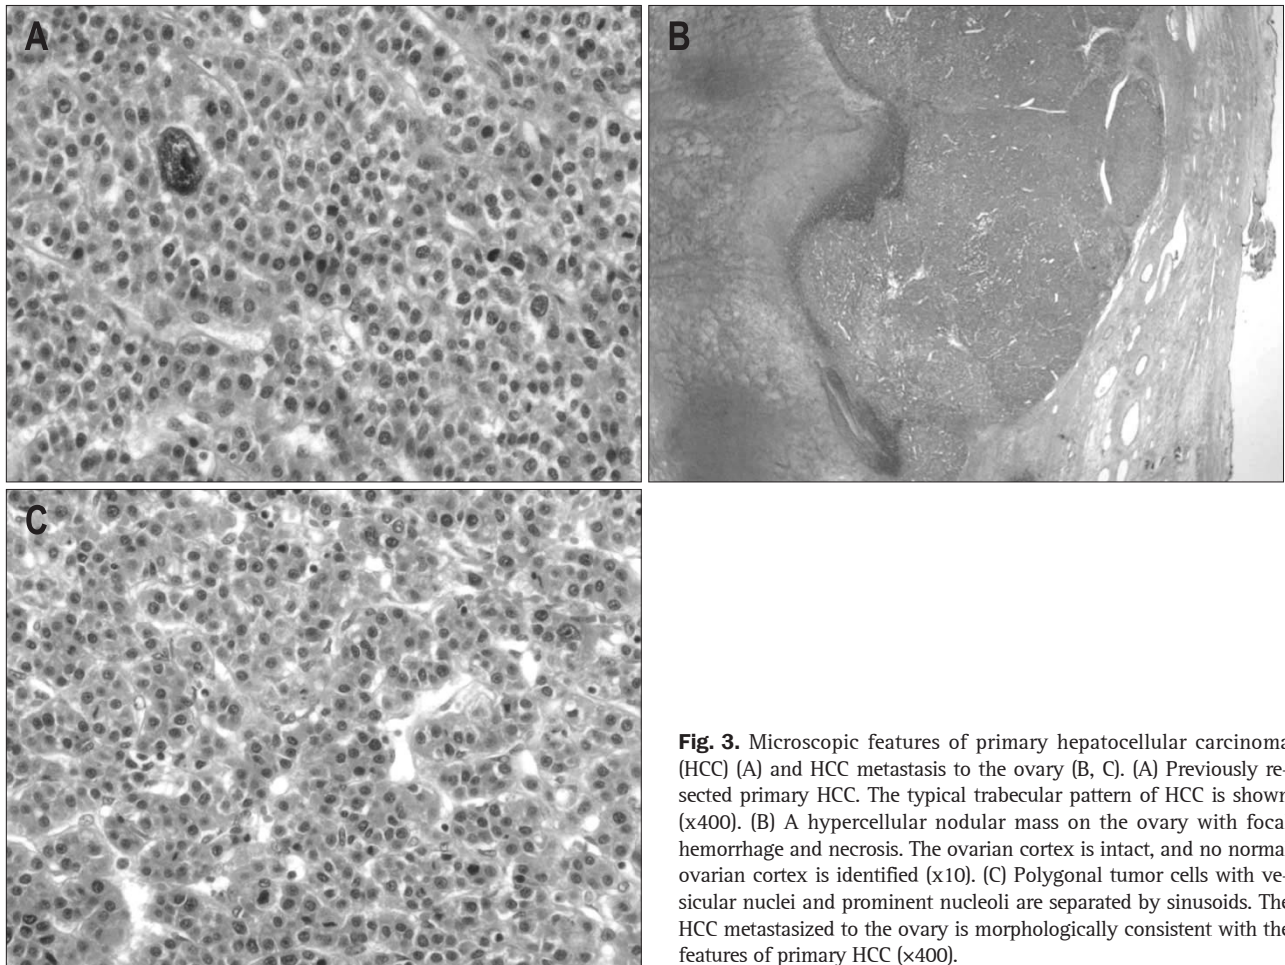 A
B
C
Fig. 3. Microscopic features of primary hepatocellular carcinoma
(HCC) (A) and HCC metastasis to the ovary (B, C). (A) Previously re-
sected primary HCC. The typical trabecular pattern of HCC is shown
(x400). (B) A hypercellular nodular mass on the ovary with foca
hemorrhage and necrosis. The ovarian cortex is intact, and no norma
ovarian cortex is identified (x10). (C) Polygonal tumor cells with ve-
sicular nuclei and prominent nucleoli are separated by sinusoids. The
HCC metastasized to the ovary is morphologically consistent with the
features of primary HCC (×400).